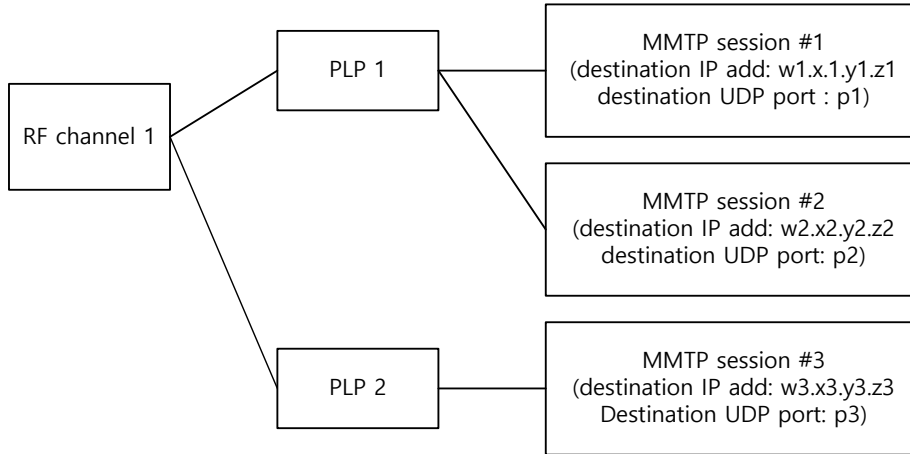 RF channel 1
PLP 1
MMTP session #1
(destination IP add: w1.x.1.y1.z1
destination UDP port : p1)
MMTP session #2
(destination IP add: w2.x2.y2.z2
destination UDP port: p2)
PLP 2
MMTP session #3
(destination IP add: w3.x3.y3.z3
Destination UDP port: p3)